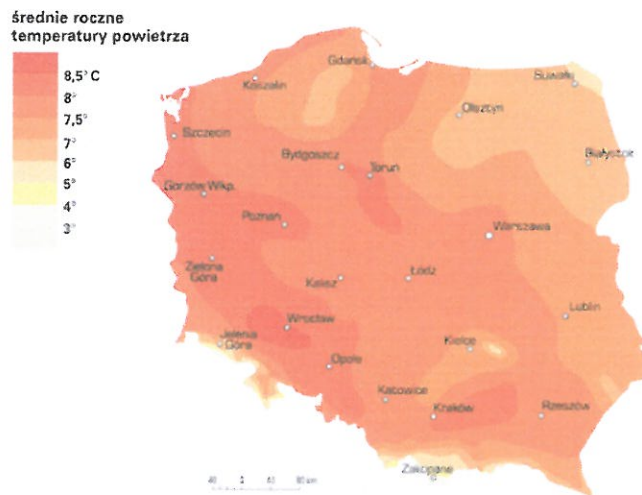 średnie roczne
temperatury powietrza
8,5° C
8°
7,5°
7°
6°
5°
4°
3°
Gdańsk
Koszalin
Suwałki
Olsztyn
Szczecin
Białystok
Bydgoszcz
Toruń
Gorzów Wlkp.
Poznań
Warszawa
Zielona
Góra
Kalisz
Łódź
Wrocław
Lublin
Jelenia
Góra
Kielce
Opole
Katowice
Kraków
Rzeszów
Zakopane